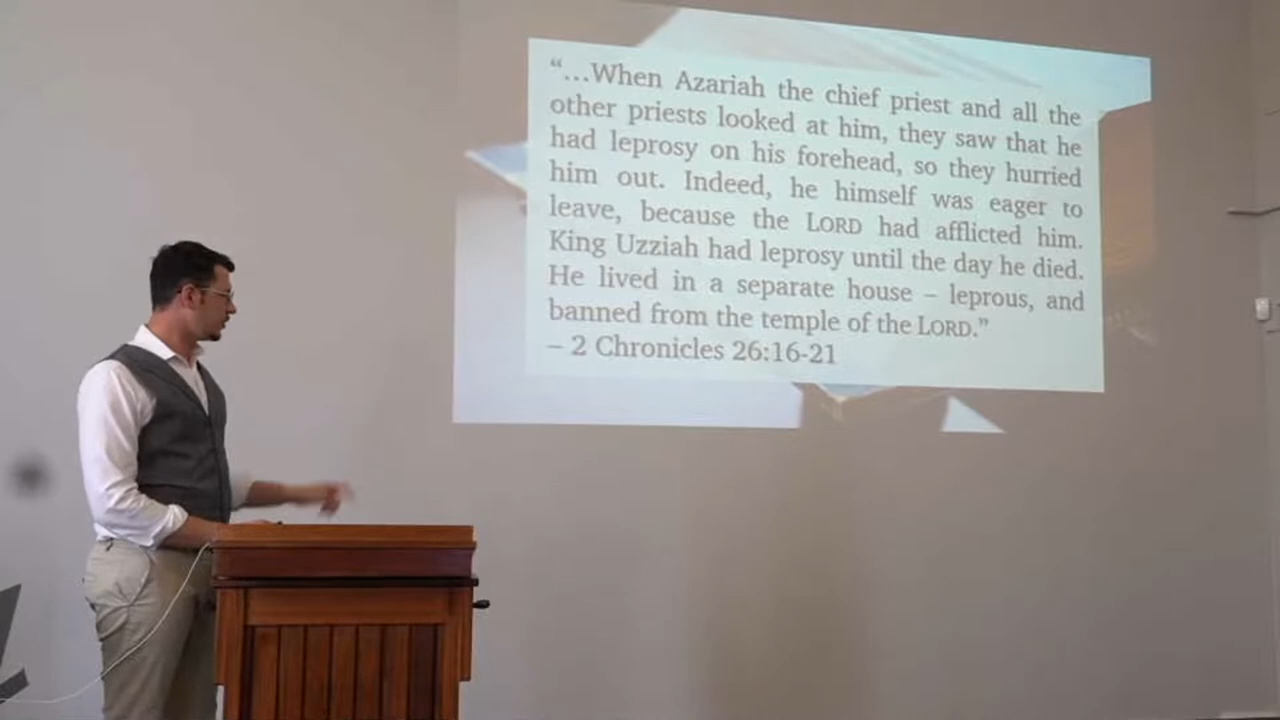 “…When Azariah the chief priest and all the
other priests looked at him, they saw that he
had leprosy on his forehead, so they hurried
him out. Indeed, he himself was eager to
leave, because the LORD had afflicted him.
King Uzziah had leprosy until the day he died.
He lived in a separate house – leprous, and
banned from the temple of the LORD.”
– 2 Chronicles 26:16-21